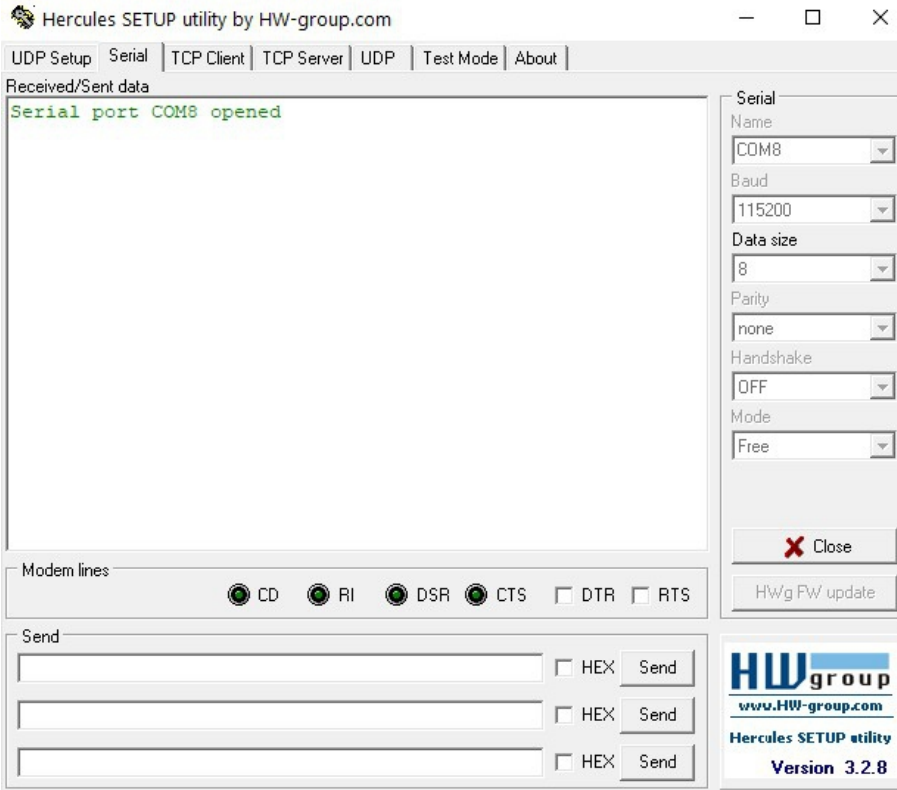 Hercules SETUP utility by HW-group.com
UDP Setup Serial TCP Client TCP Server UDP Test Mode About
Received/Sent data
Serial port COM8 opened
Serial
Name
COM8
Baud
115200
Data size
8
Parity
none
Handshake
OFF
Mode
Free
Close
HWg FW update
Modem lines
CD RI DSR CTS DTR RTS
Send
HEX Send
HEX Send
HEX Send
HWgroup
www.HW-group.com
Hercules SETUP utility
Version 3.2.8